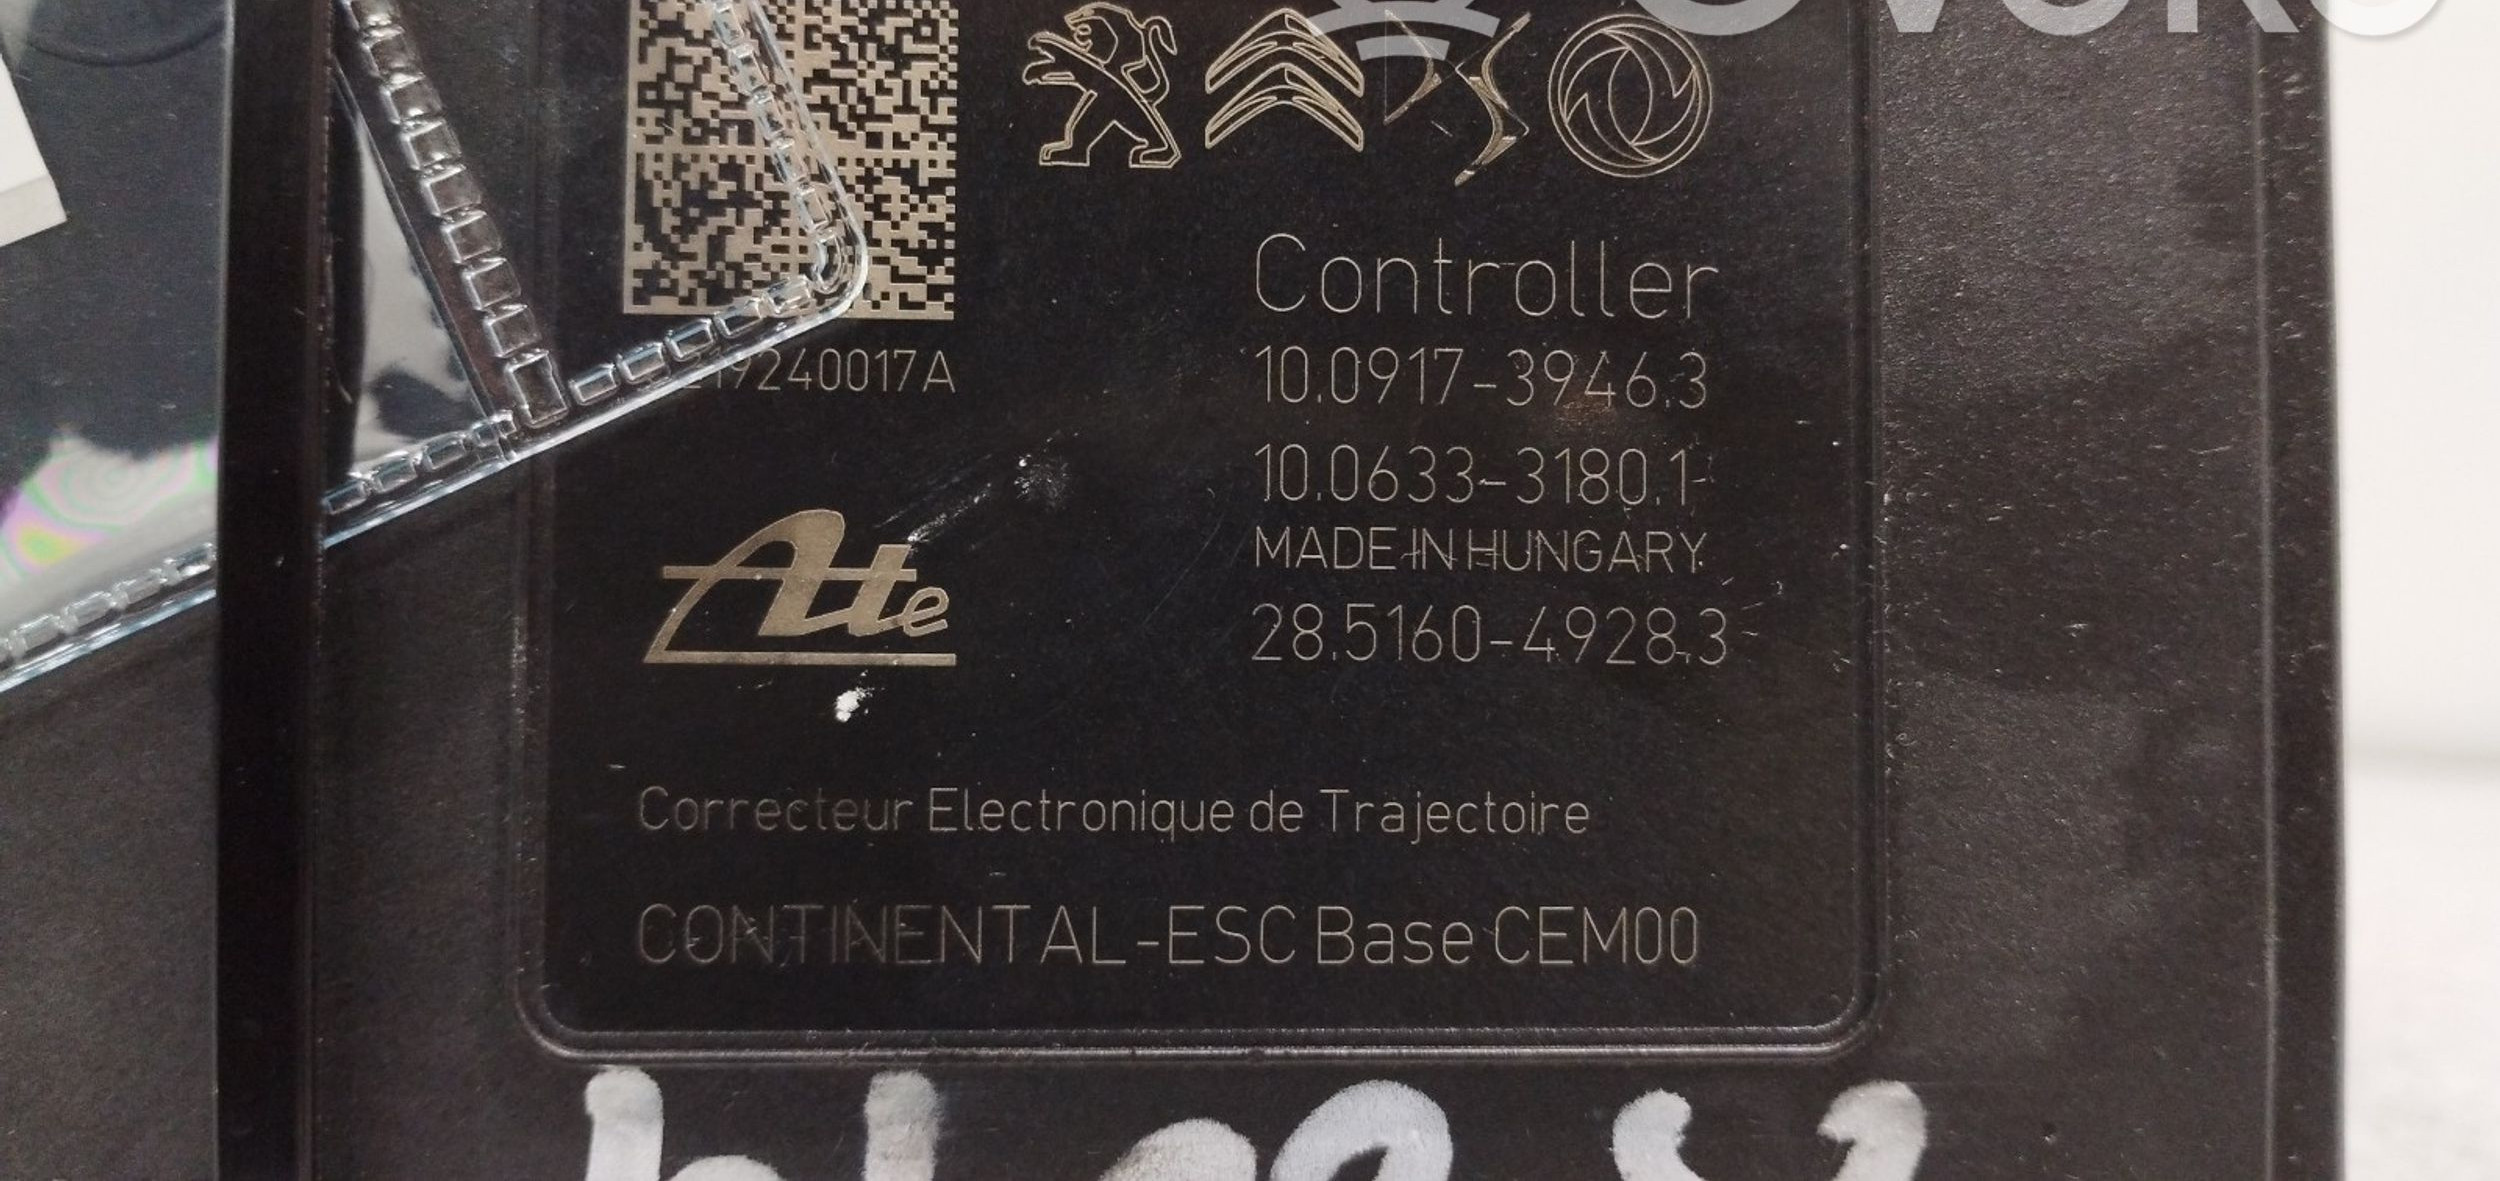 Controller
19240017A
10.0917-3946.3
10.0633-3180.1
MADE IN HUNGARY
Ate
28.5160-4928.3
Correcteur Electronique de Trajectoire
CONTINENTAL-ESC Base CEM00